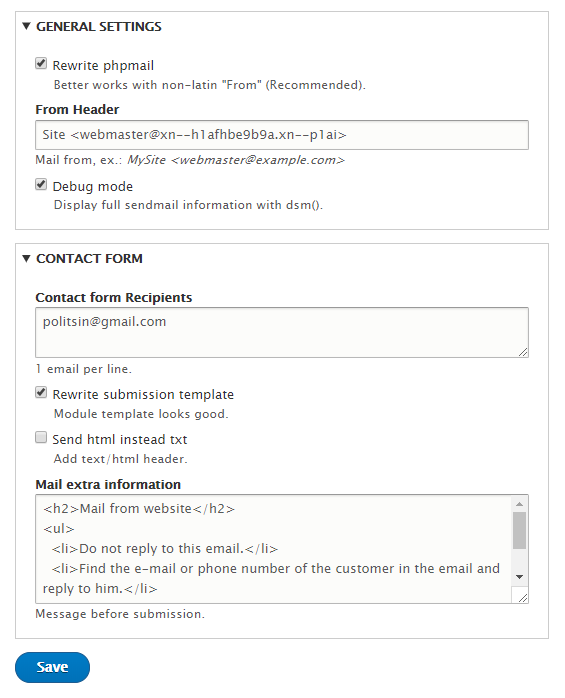 GENERAL SETTINGS
Rewrite phpmail
Better works with non-latin "From" (Recommended).
From Header
Site <webmaster@xn--h1afhbe9b9a.xn--p1ai>
Mail from, ex.: MySite <webmaster@example.com>
Debug mode
Display full sendmail information with dsm().
CONTACT FORM
Contact form Recipients
politsin@gmail.com
1 email per line.
Rewrite submission template
Module template looks good.
Send html instead txt
Add text/html header.
Mail extra information
<h2>Mail from website</h2>
<ul>
<li>Do not reply to this email.</li>
<li>Find the e-mail or phone number of the customer in the email and
reply to him.</li>
Message before submission.
Save